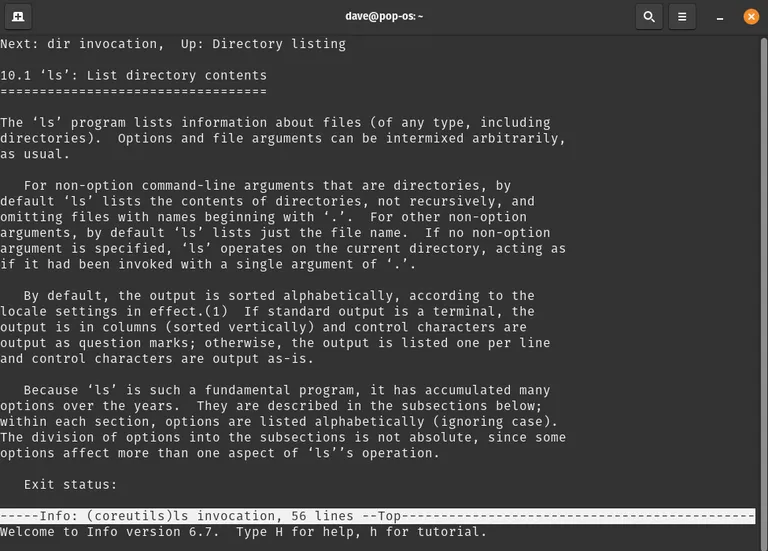 dave@pop-os: ~
Next: dir invocation,  Up: Directory listing
10.1 ‘ls’: List directory contents
==================================
The ‘ls’ program lists information about files (of any type, including
directories).  Options and file arguments can be intermixed arbitrarily,
as usual.
   For non-option command-line arguments that are directories, by
default ‘ls’ lists the contents of directories, not recursively, and
omitting files with names beginning with ‘.’.  For other non-option
arguments, by default ‘ls’ lists just the file name.  If no non-option
argument is specified, ‘ls’ operates on the current directory, acting as
if it had been invoked with a single argument of ‘.’.
   By default, the output is sorted alphabetically, according to the
locale settings in effect.(1)  If standard output is a terminal, the
output is in columns (sorted vertically) and control characters are
output as question marks; otherwise, the output is listed one per line
and control characters are output as-is.
   Because ‘ls’ is such a fundamental program, it has accumulated many
options over the years.  They are described in the subsections below;
within each section, options are listed alphabetically (ignoring case).
The division of options into the subsections is not absolute, since some
options affect more than one aspect of ‘ls’’s operation.
   Exit status:
-----Info: (coreutils)ls invocation, 56 lines --Top---------------------------------------------
Welcome to Info version 6.7.  Type H for help, h for tutorial.